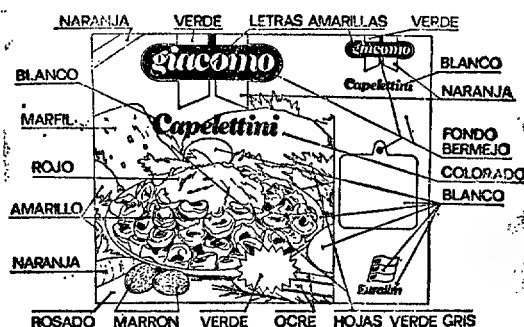 NARANJA VERDE LETRAS AMARILLAS VERDE
giacomo
giacomo
BLANCO
BLANCO
Capelettini
NARANJA
MARFIL
Capelettini
FONDO BERMEJO
ROJO
COLORADO
AMARILLO
BLANCO
NARANJA
Euralim
ROSADO MARRON VERDE OCRE HOJAS VERDE GRIS